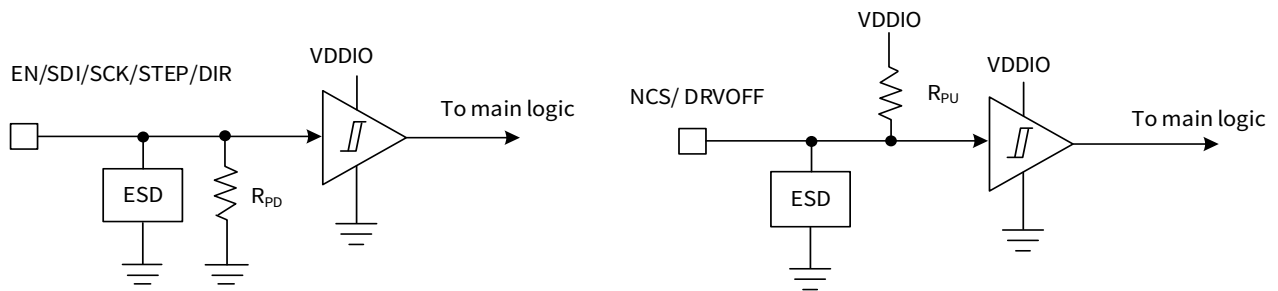 EN/SDI/SCK/STEP/DIR
VDDIO
To main logic
ESD
RPD
VDDIO
NCS/ DRVOFF
RPU
VDDIO
To main logic
ESD